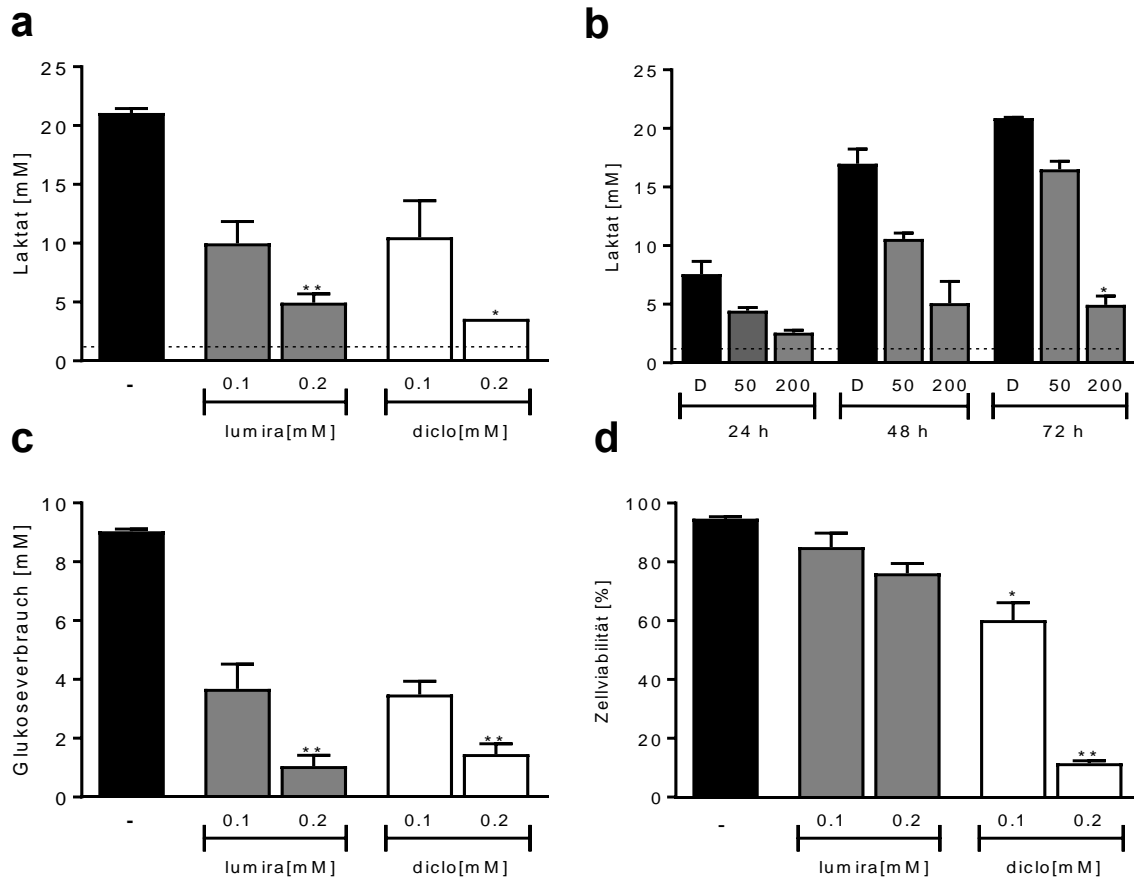 a
25
20
15
10
5
0
Laktat [mM]
**
*
-
0.1 0.2 0.1 0.2
lumira[mM] diclo[mM]
b
25
20
15
10
5
0
Laktat [mM]
*
D 50 200 D 50 200 D 50 200
24 h 48 h 72 h
c
10
8
6
4
2
0
Glukoseverbrauch [mM]
**
**
-
0.1 0.2 0.1 0.2
lumira[mM] diclo[mM]
d
100
80
60
40
20
0
Zellviabilität [%]
*
**
-
0.1 0.2 0.1 0.2
lumira[mM] diclo[mM]